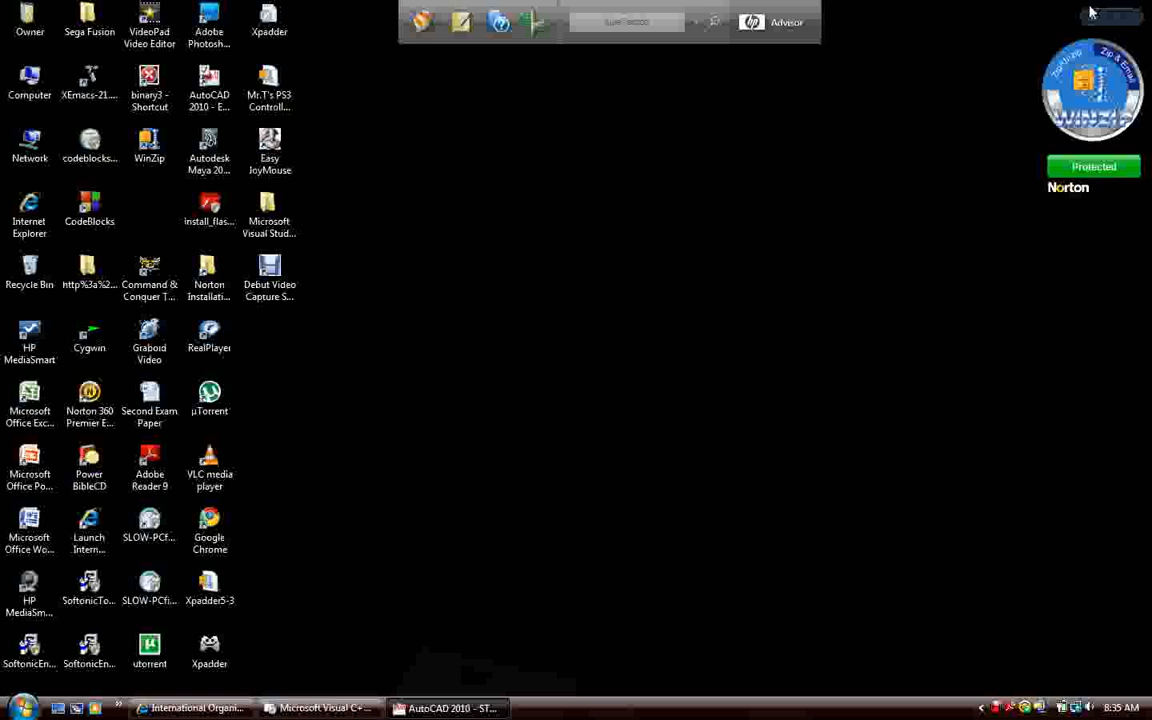 Owner
Sega Fusion
VideoPad
Video Editor
Adobe
Photosh...
Xpadder
Advisor
Computer
XEmacs-21....
binary3 -
Shortcut
AutoCAD
2010 - E...
Mr.T's PS3
Controll...
Zip & Email
WINZIP
Network
codeblocks...
WinZip
Autodesk
Maya 20...
Easy
JoyMouse
Protected
Norton
Internet
Explorer
CodeBlocks
install_flas...
Microsoft
Visual Stud...
Recycle Bin
http%3a%2...
Command &
Conquer T...
Norton
Installati...
Debut Video
Capture S...
HP
MediaSmart
Cygwin
Graboid
Video
RealPlayer
Microsoft
Office Exc...
Norton 360
Premier E...
Second Exam
Paper
µTorrent
Microsoft
Office Po...
Power
BibleCD
Adobe
Reader 9
VLC media
player
Microsoft
Office Wo...
Launch
Intern...
SLOW-PCf...
Google
Chrome
HP
MediaSm...
SoftonicTo...
SLOW-PCfi...
Xpadder5-3
SoftonicEn...
SoftonicEn...
utorrent
Xpadder
International Organi...
Microsoft Visual C+...
AutoCAD 2010 - ST...
8:35 AM